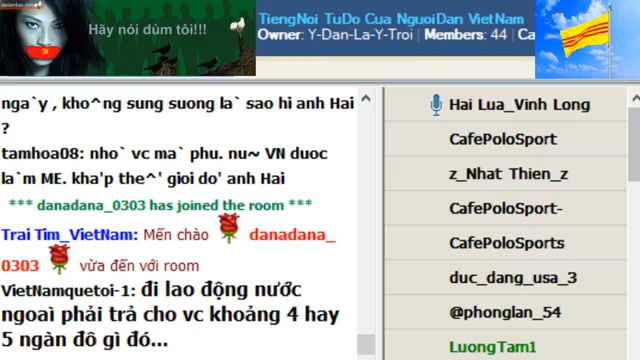 danlambao.com
Hãy nói dùm tôi!!!
TiengNoi TuDo Cua NguoiDan VietNam
Owner: Y-Dan-La-Y-Troi | Members: 44 | Ca
nga`y , kho^ng sung suong la` sao hi anh Hai
?
tamhoa08: nho` vc ma` phu. nu~ VN duoc
la`m ME. kha'p the^' gioi do' anh Hai
*** danadana_0303 has joined the room ***
Trai Tim_VietNam: Mến chào danadana_
0303 vừa đến với room
VietNamquetoi-1: đi lao động nước
ngoaì phải trả cho vc khoảng 4 hay
5 ngàn đô gì đó...
Hai Lua_Vinh Long
CafePoloSport
z_Nhat Thien_z
CafePoloSport-
CafePoloSports
duc_dang_usa_3
@phonglan_54
LuongTam1